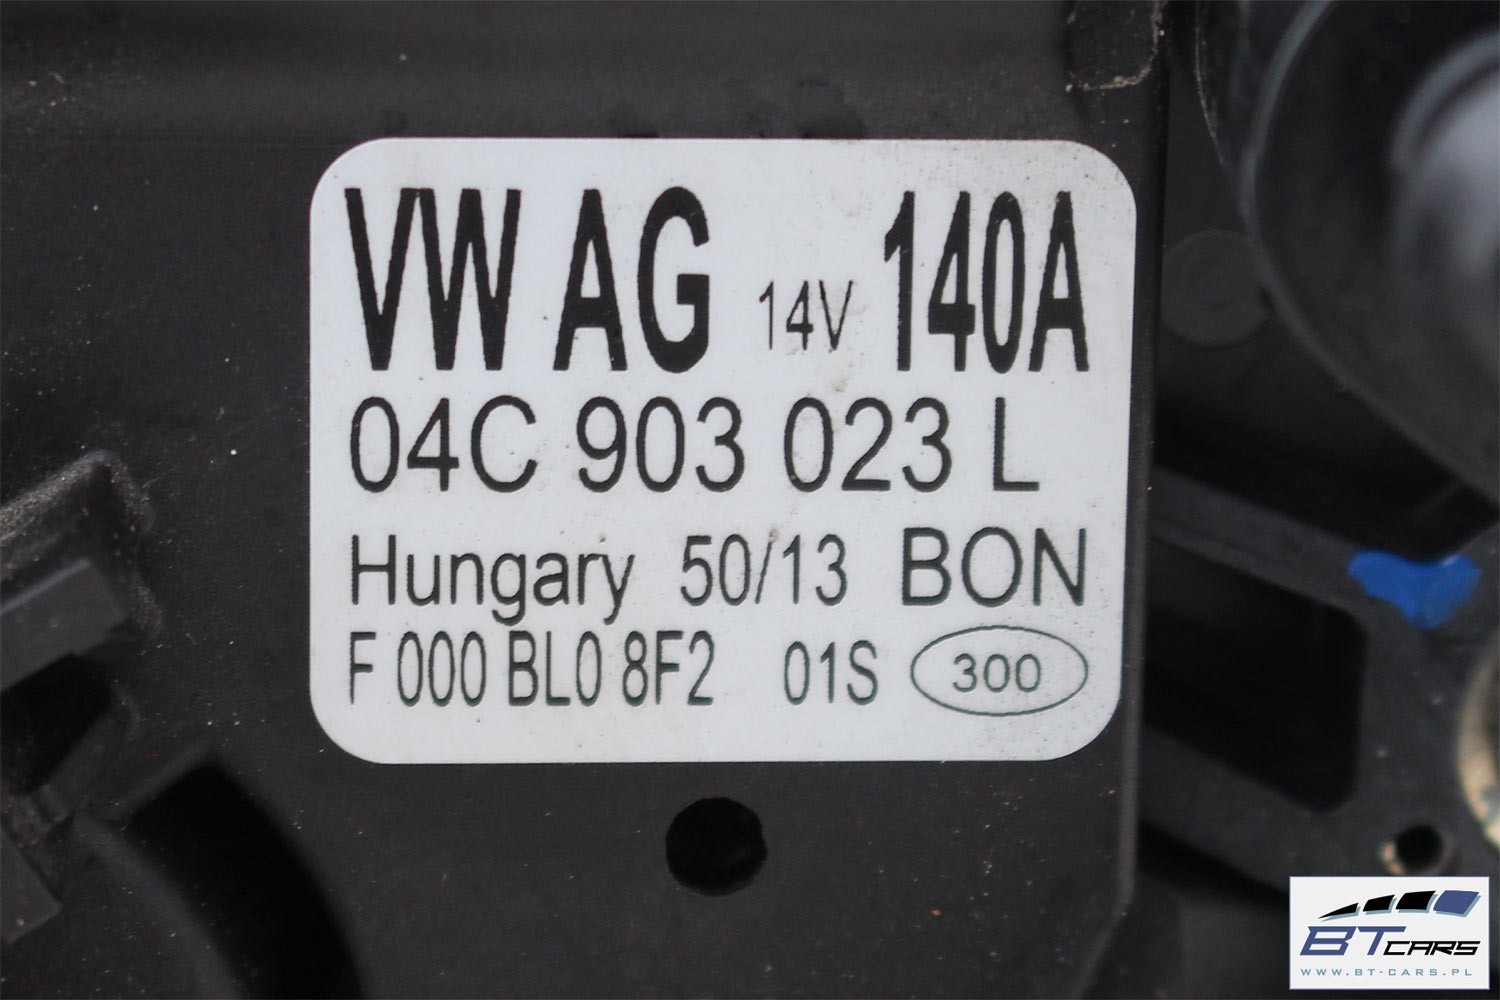 VW AG 14V 140A
04C 903 023 L
Hungary 50/13 BON
F 000 BL0 8F2 01S 300
BT CARS
WWW.BT-CARS.PL